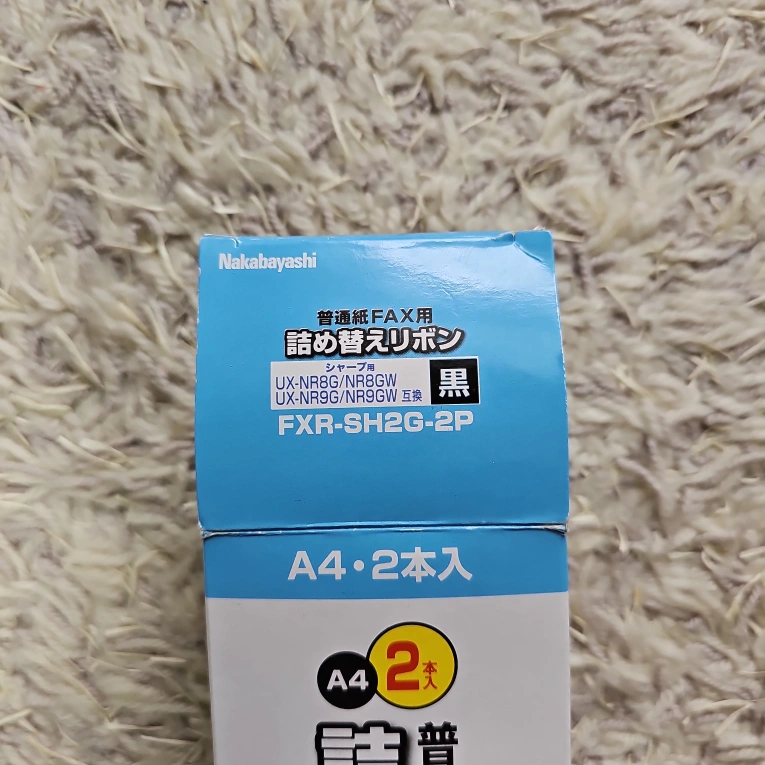 Nakabayashi
普通紙FAX用
詰め替えリボン
シャープ用
UX-NR8G/NR8GW
UX-NR9G/NR9GW 互換
黒
FXR-SH2G-2P
A4・2本入
A4
2本入
普
詰